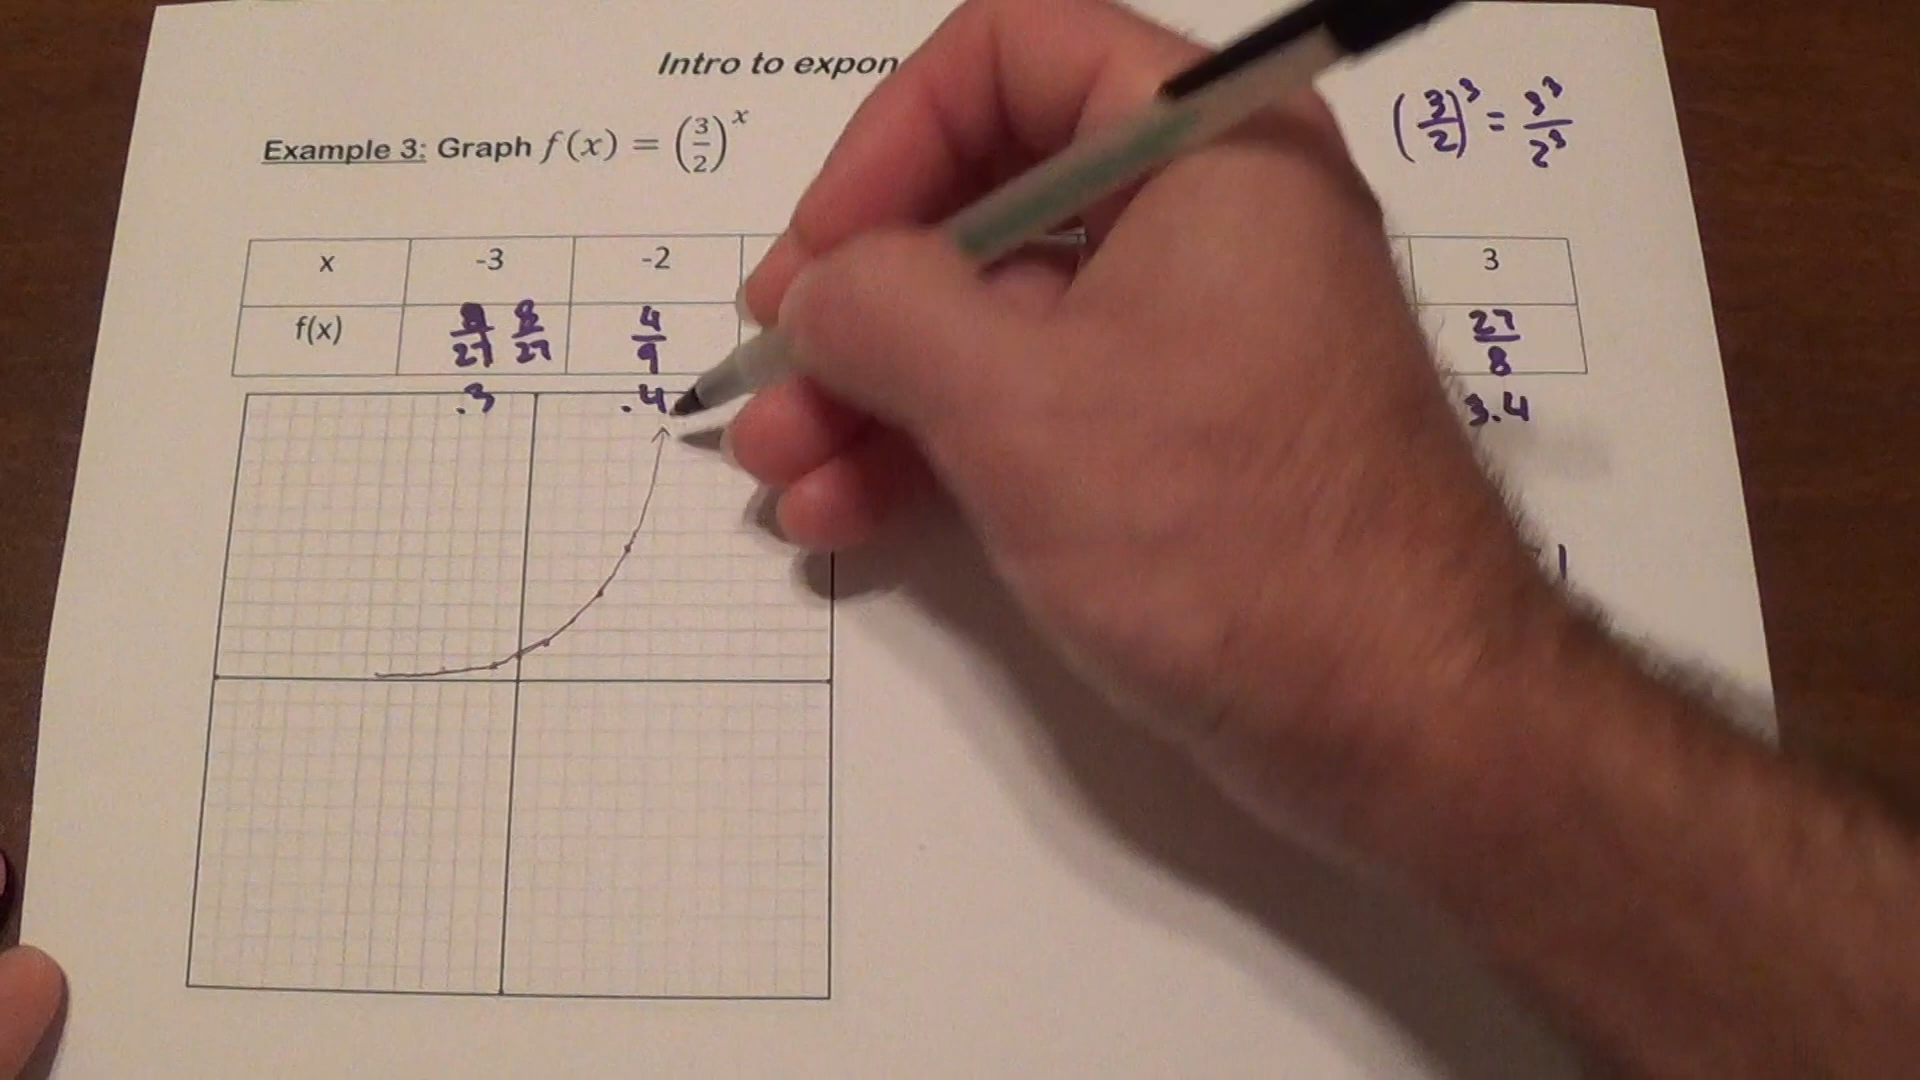 Intro to expon
Example 3: Graph f(x) = (3/2)^x
(3/2)^3 = 3^3/2^3
x -3 -2 3
f(x) 8/27 8/27 4/9 27/8
.3 .4 3.4